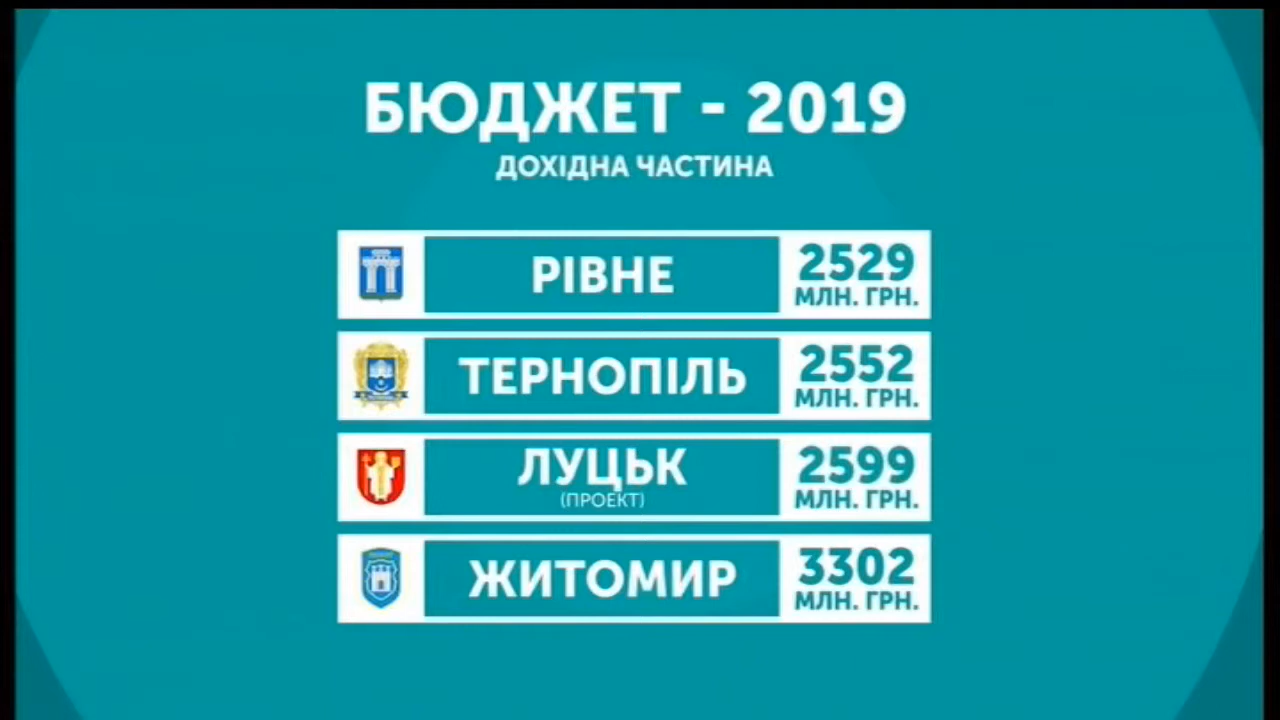 БЮДЖЕТ - 2019
ДОХІДНА ЧАСТИНА
РІВНЕ
2529
МЛН. ГРН.
ТЕРНОПІЛЬ
2552
МЛН. ГРН.
ЛУЦЬК
(ПРОЕКТ)
2599
МЛН. ГРН.
ЖИТОМИР
3302
МЛН. ГРН.